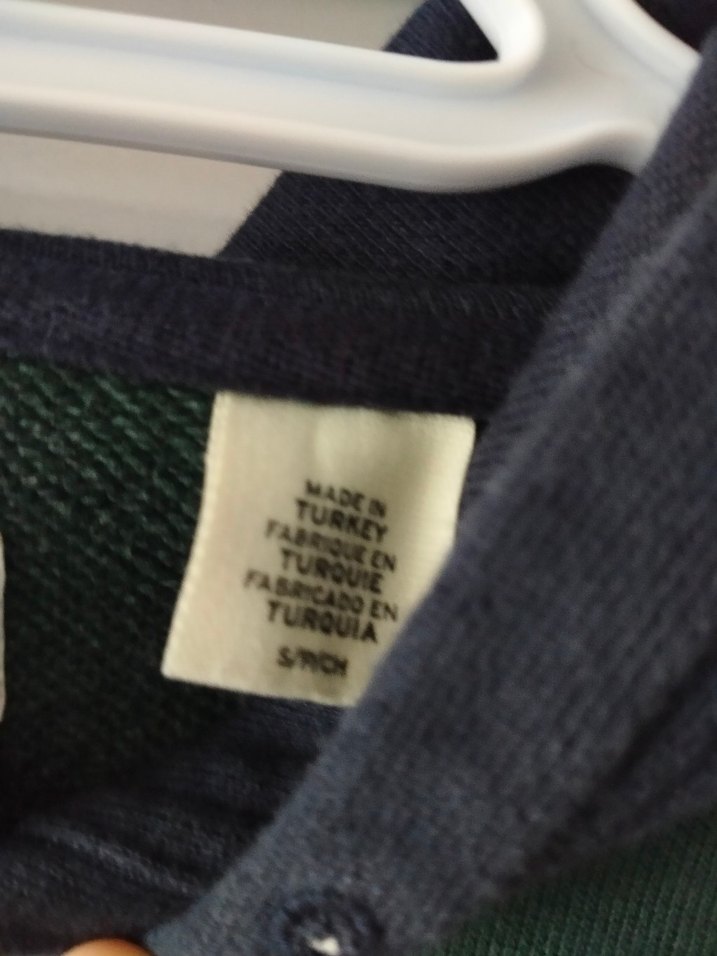 MADE IN
TURKEY
FABRIQUE EN
TURQUIE
FABRICADO EN
TURQUIA
S/P/CH